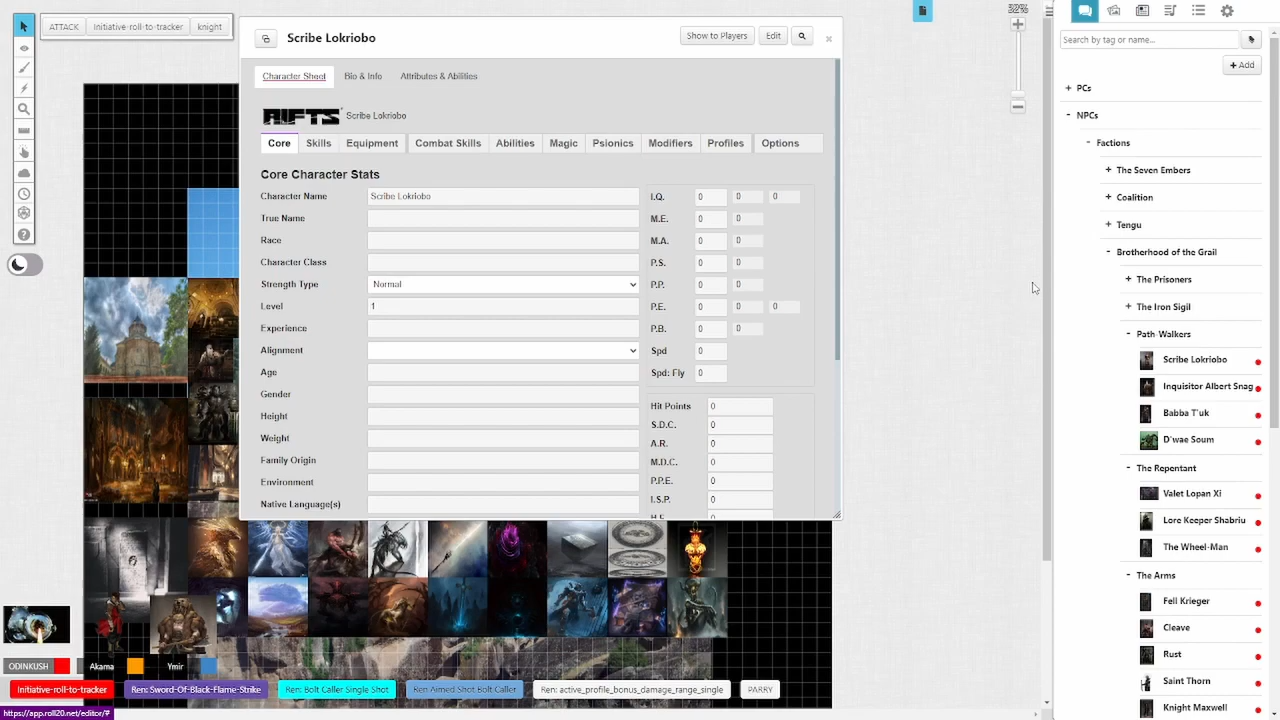 ATTACK Initiative-roll-to-tracker knight
Scribe Lokriobo
Show to Players Edit
32%
Search by tag or name...
Add
Character Sheet Bio & Info Attributes & Abilities
RIFTS Scribe Lokriobo
Core Skills Equipment Combat Skills Abilities Magic Psionics Modifiers Profiles Options
Core Character Stats
Character Name Scribe Lokriobo
True Name
Race
Character Class
Strength Type Normal
Level 1
Experience
Alignment
Age
Gender
Height
Weight
Family Origin
Environment
Native Language(s)
I.Q. 0 0 0
M.E. 0 0
M.A. 0 0
P.S. 0 0
P.P. 0 0
P.E. 0 0 0
P.B. 0 0
Spd 0
Spd: Fly 0
Hit Points 0
S.D.C. 0
A.R. 0
M.D.C. 0
P.P.E. 0
I.S.P. 0
PCs
NPCs
Factions
The Seven Embers
Coalition
Tengu
Brotherhood of the Grail
The Prisoners
The Iron Sigil
Path-Walkers
Scribe Lokriobo
Inquisitor Albert Snag
Babba T'uk
D'wae Soum
The Repentant
Valet Lopan Xi
Lore Keeper Shabriu
The Wheel-Man
The Arms
Fell Krieger
Cleave
Rust
Saint Thorn
Knight Maxwell
ODINKUSH Akama Ymir
Initiative-roll-to-tracker Ren: Sword-Of-Black-Flame-Strike Ren: Bolt Caller Single Shot Ren Aimed Shot Bolt Caller Ren: active_profile_bonus_damage_range_single PARRY
https://app.roll20.net/editor/#